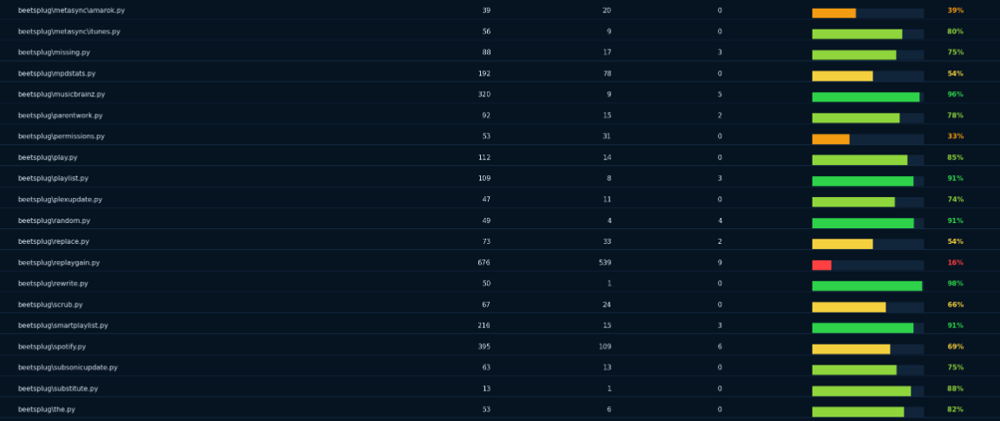 beetsplug\metasync\amarok.py 39 20 0 39%
beetsplug\metasync\itunes.py 56 9 0 80%
beetsplug\missing.py 88 17 3 75%
beetsplug\mpdstats.py 192 78 0 54%
beetsplug\musicbrainz.py 320 9 5 96%
beetsplug\parentwork.py 92 15 2 78%
beetsplug\permissions.py 53 31 0 33%
beetsplug\play.py 112 14 0 85%
beetsplug\playlist.py 109 8 3 91%
beetsplug\plexupdate.py 47 11 0 74%
beetsplug\random.py 49 4 4 91%
beetsplug\replace.py 73 33 2 54%
beetsplug\replaygain.py 676 539 9 16%
beetsplug\rewrite.py 50 1 0 98%
beetsplug\scrub.py 67 24 0 66%
beetsplug\smartplaylist.py 216 15 3 91%
beetsplug\spotify.py 395 109 6 69%
beetsplug\subsonicupdate.py 63 13 0 75%
beetsplug\substitute.py 13 1 0 88%
beetsplug\the.py 53 6 0 82%